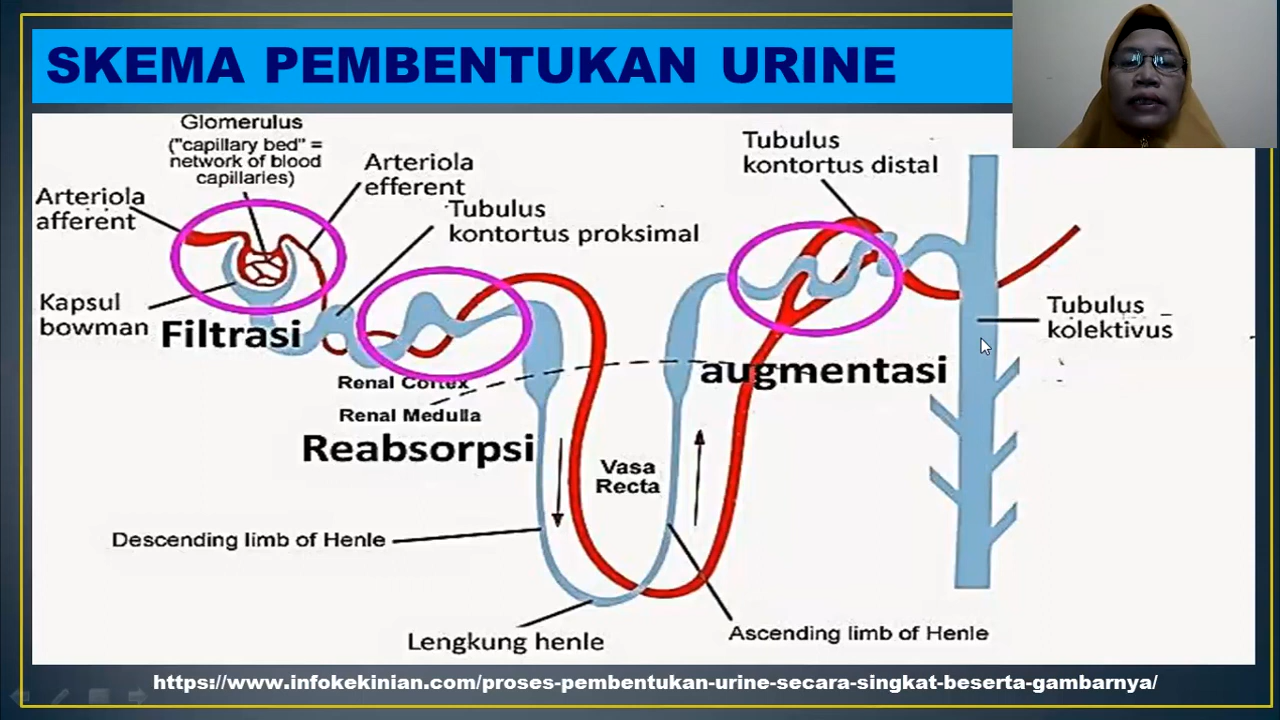 SKEMA PEMBENTUKAN URINE
Glomerulus
("capillary bed" =
network of blood
capillaries)
Arteriola
afferent
Arteriola
efferent
Tubulus
kontortus proksimal
Tubulus
kontortus distal
Kapsul
bowman
Filtrasi
Tubulus
kolektivus
Renal Cortex
augmentasi
Renal Medulla
Reabsorpsi
Vasa
Recta
Descending limb of Henle
Lengkung henle
Ascending limb of Henle
https://www.infokekinian.com/proses-pembentukan-urine-secara-singkat-beserta-gambarnya/